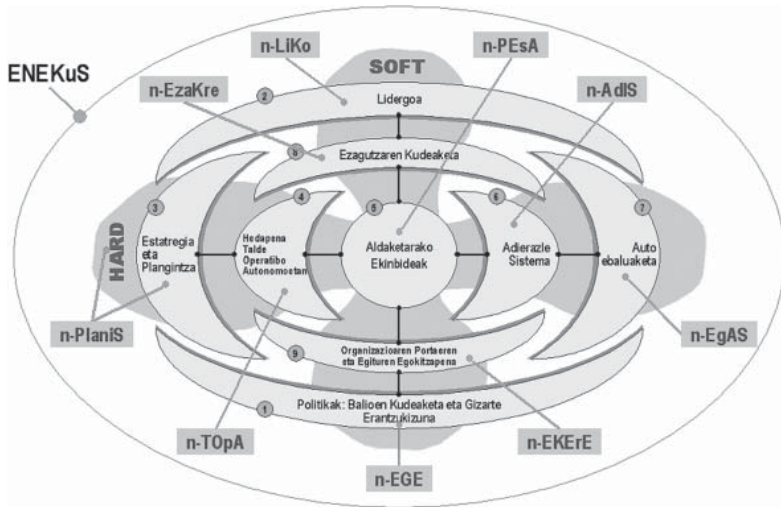 n-LiKo
n-PEsA
SOFT
ENEKuS
n-EzaKre
n-AdIS
2
Lidergoa
8
Ezagutzaren Kudeaketa
3
4
5
6
7
HARD
Estatregia
eta
Plangintza
Hedapena
Talde
Operatibo
Autonomoetan
Aldaketarako
Ekinbideak
Adierazle
Sistema
Auto
ebaluaketa
n-PlaniS
n-EgAS
9
Organizazioaren Portaeren
eta Egituren Egokitzapena
1
Politikak: Balioen Kudeaketa eta Gizarte
Erantzukizuna
n-TOpA
n-EKErE
n-EGE